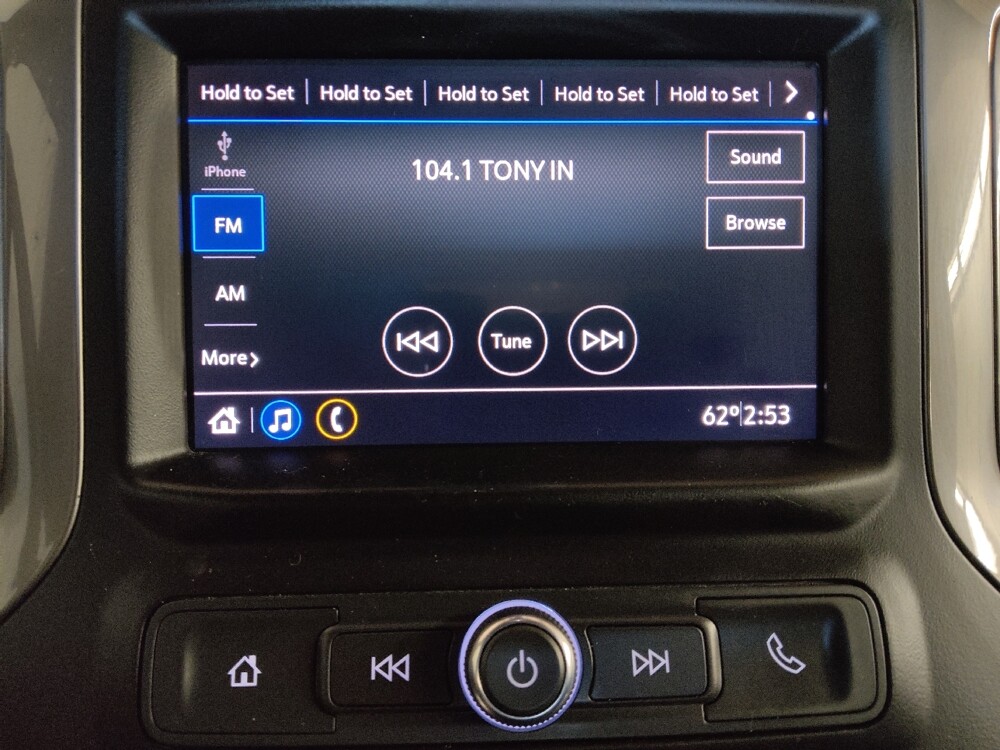 Hold to Set | Hold to Set | Hold to Set | Hold to Set | Hold to Set |
iPhone
104.1 TONY IN
Sound
FM
Browse
AM
Tune
More
62° 2:53